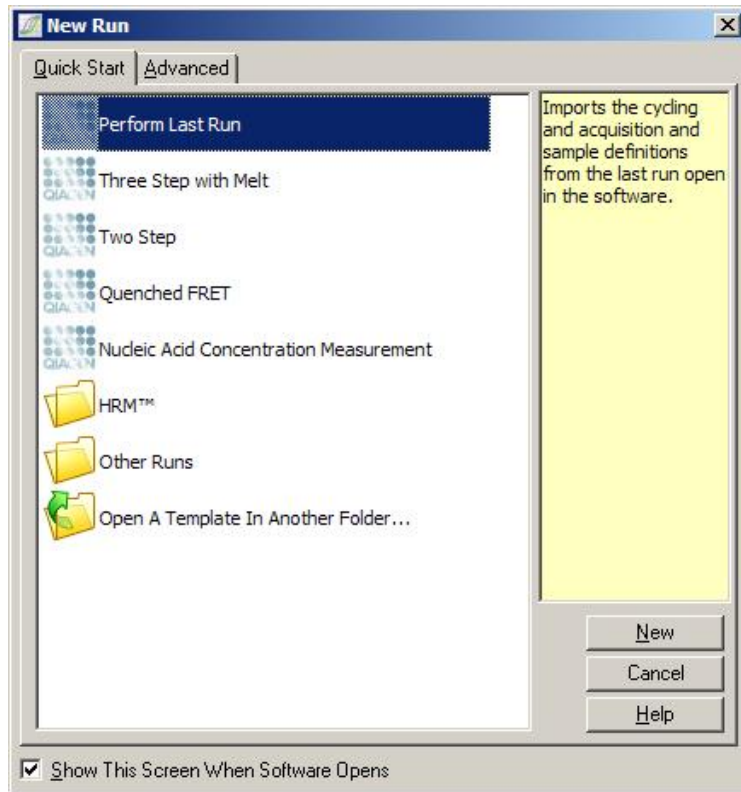 New Run
Quick Start
Advanced
Perform Last Run
Three Step with Melt
Two Step
Quenched FRET
Nucleic Acid Concentration Measurement
HRM™
Other Runs
Open A Template In Another Folder...
Imports the cycling
and acquisition and
sample definitions
from the last run open
in the software.
New
Cancel
Help
Show This Screen When Software Opens